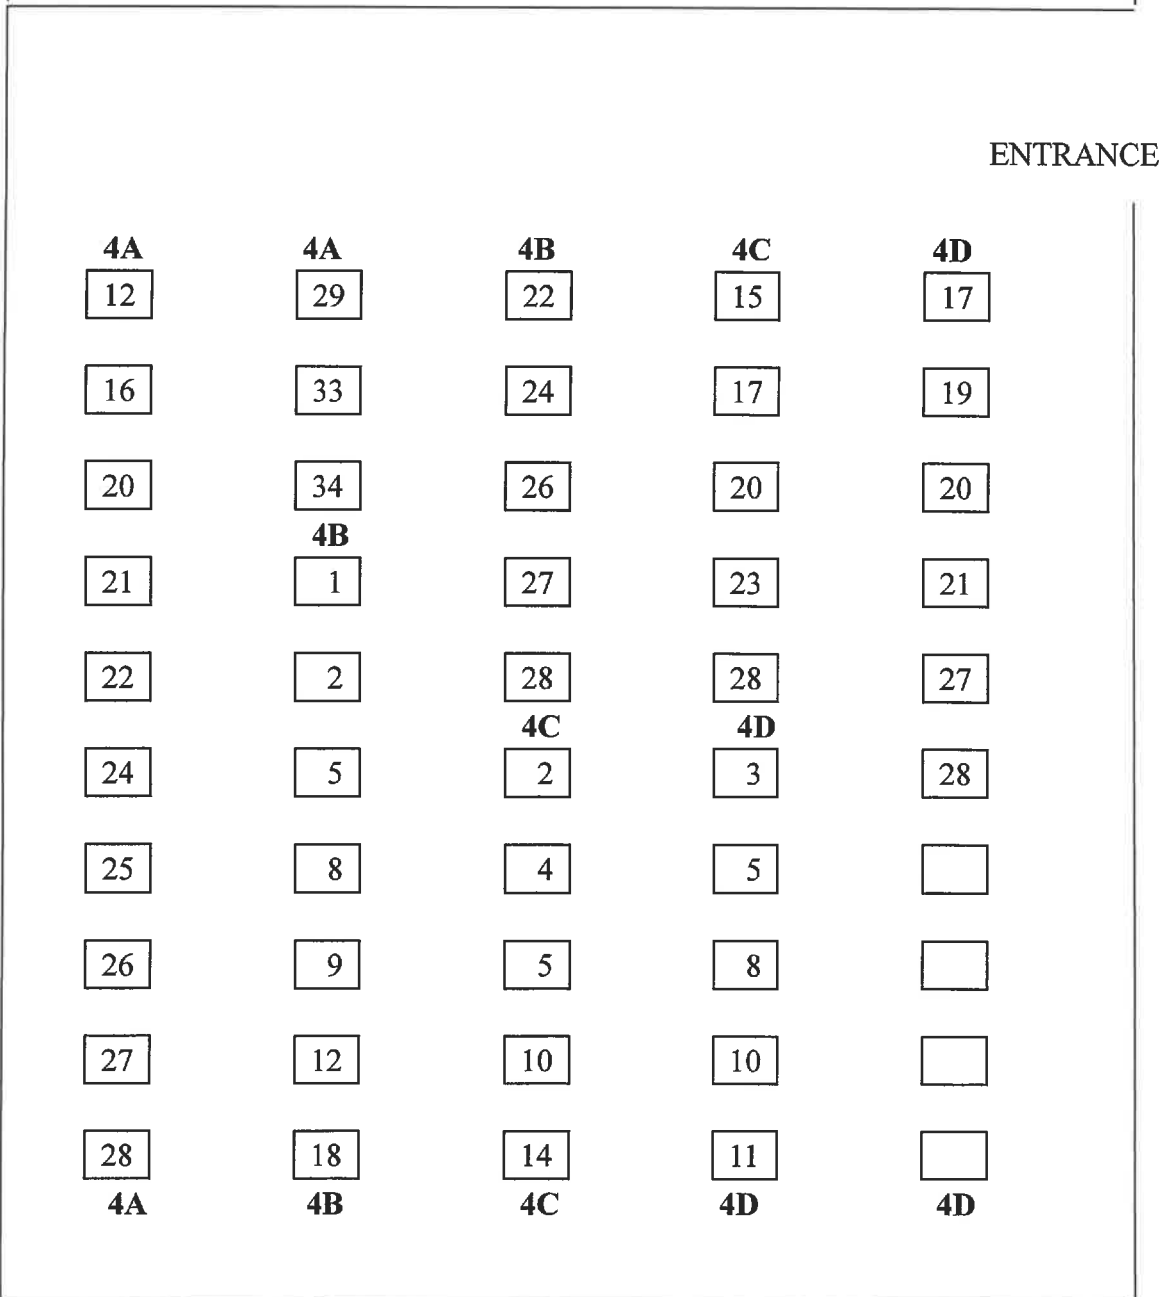 ENTRANCE
4A 4A 4B 4C 4D
12 29 22 15 17
16 33 24 17 19
20 34 26 20 20
4B
21 1 27 23 21
22 2 28 28 27
4C 4D
24 5 2 3 28
25 8 4 5
26 9 5 8
27 12 10 10
28 18 14 11
4A 4B 4C 4D 4D